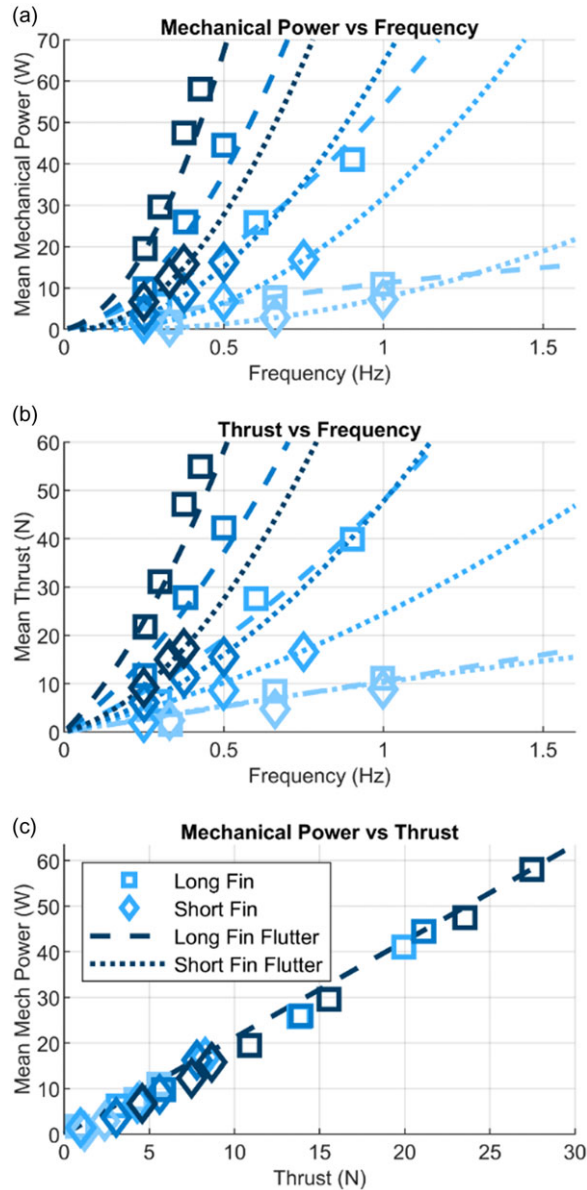 (a)
Mechanical Power vs Frequency
Mean Mechanical Power (W)
70
60
50
40
30
20
10
0
0
0.5
1
1.5
Frequency (Hz)
(b)
Thrust vs Frequency
Mean Thrust (N)
60
50
40
30
20
10
0
0
0.5
1
1.5
Frequency (Hz)
(c)
Mechanical Power vs Thrust
Mean Mech Power (W)
60
50
40
30
20
10
0
Long Fin
Short Fin
Long Fin Flutter
Short Fin Flutter
0
5
10
15
20
25
30
Thrust (N)